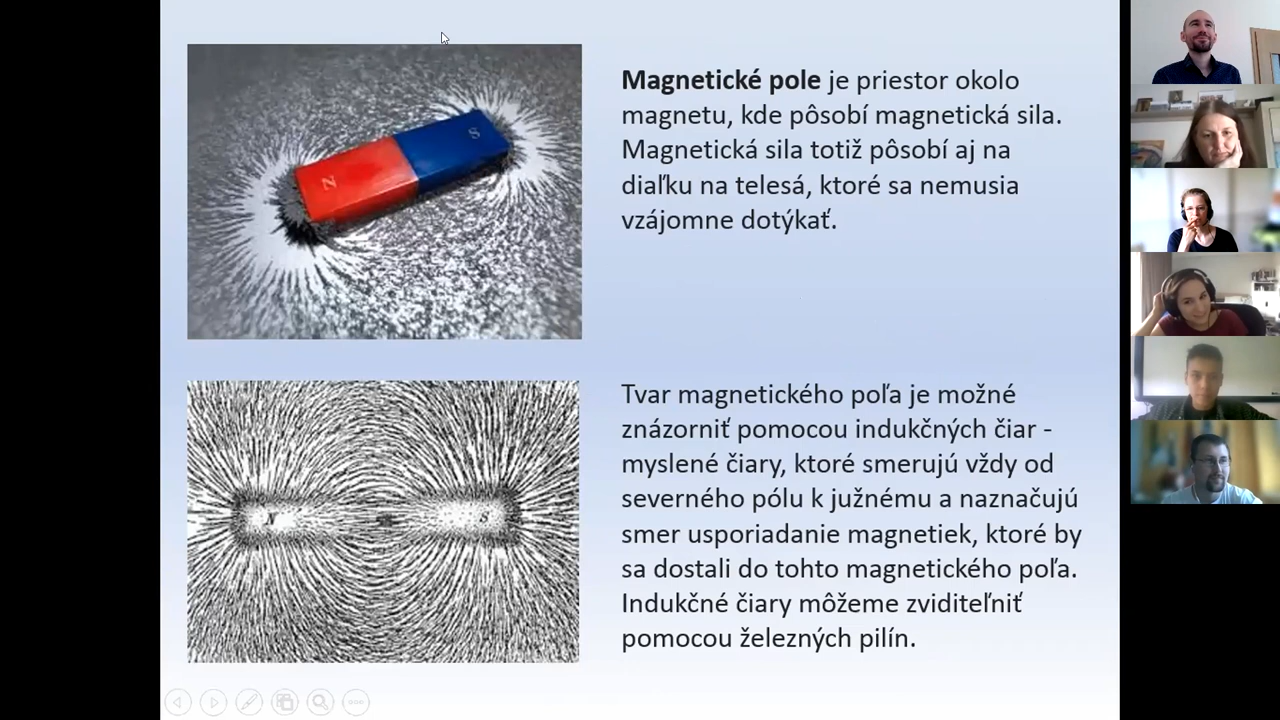 Magnetické pole je priestor okolo
magnetu, kde pôsobí magnetická sila.
Magnetická sila totiž pôsobí aj na
diaľku na telesá, ktoré sa nemusia
vzájomne dotýkať.
N
S
Tvar magnetického poľa je možné
znázorniť pomocou indukčných čiar -
myslené čiary, ktoré smerujú vždy od
severného pólu k južnému a naznačujú
smer usporiadanie magnetiek, ktoré by
sa dostali do tohto magnetického poľa.
Indukčné čiary môžeme zviditeľniť
pomocou železných pilín.
N
S